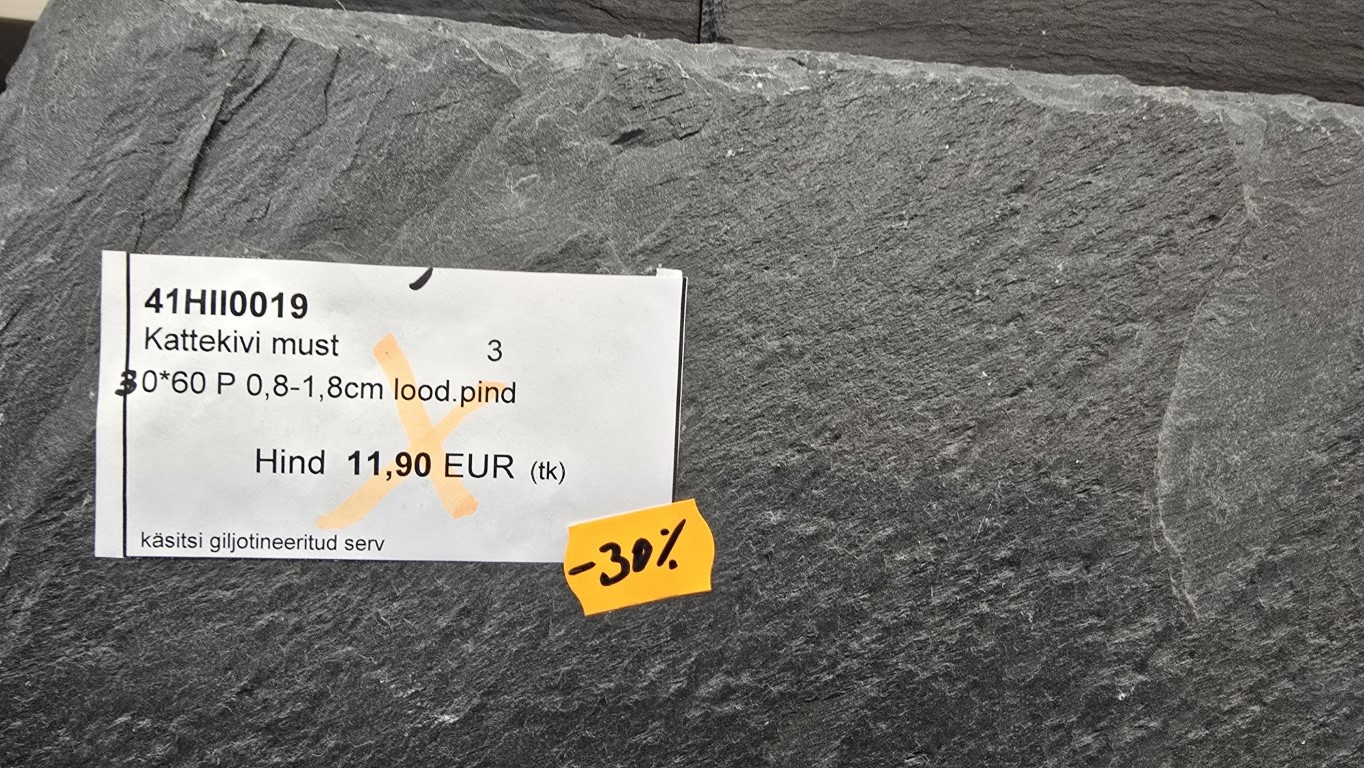 41HII0019
Kattekivi must 3
30*60 P 0,8-1,8cm lood.pind
Hind 11,90 EUR (tk)
käsitsi giljotineeritud serv
-30%